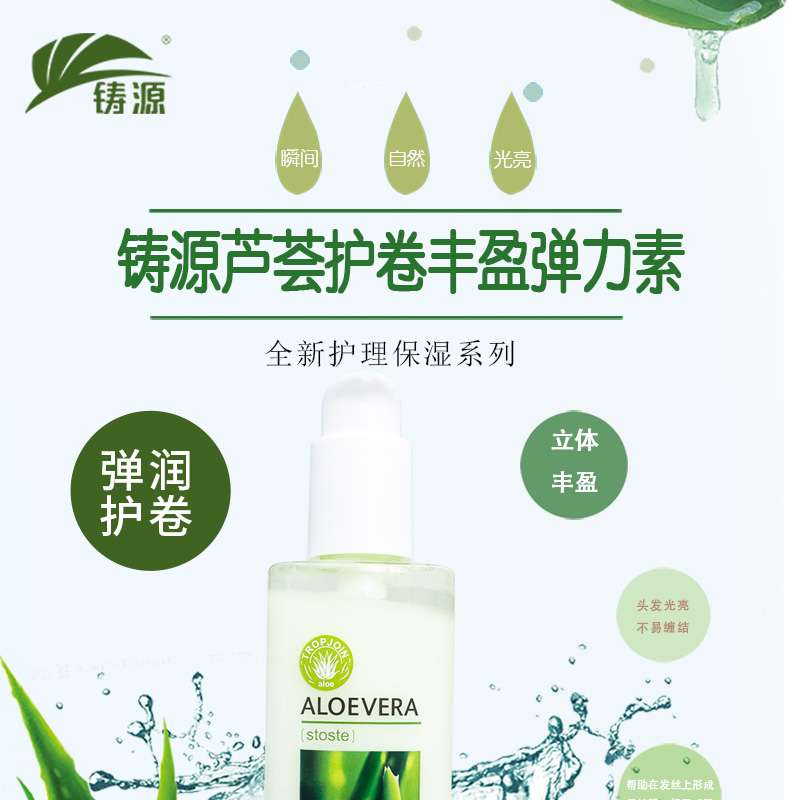 铸源®
瞬间
自然
光亮
铸源芦荟护卷丰盈弹力素
全新护理保湿系列
弹润
护卷
立体
丰盈
头发光亮
不易缠结
TROPJOIN
aloe
ALOEVERA
[stoste]
帮助在发丝上形成